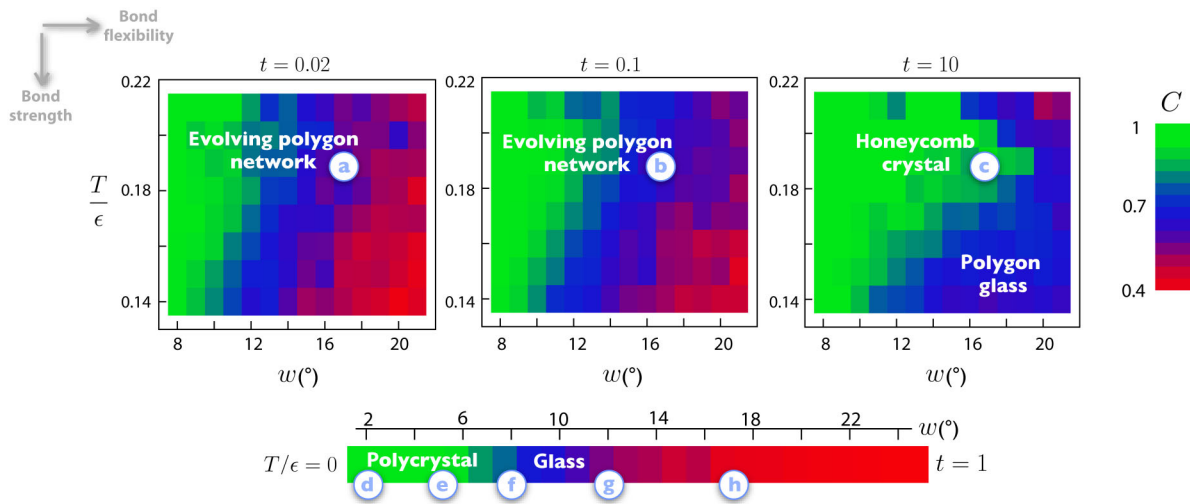 Bond
flexibility
Bond
strength
t = 0.02
t = 0.1
t = 10
C
0.22
0.18
0.14
T
ϵ
Evolving polygon
network
a
8 12 16 20
w(°)
0.22
0.18
0.14
Evolving polygon
network
b
8 12 16 20
w(°)
0.22
0.18
0.14
Honeycomb
crystal
c
Polygon
glass
8 12 16 20
w(°)
1
0.7
0.4
2 6 10 14 18 22 w(°)
T/ϵ = 0 Polycrystal Glass t = 1
d e f g h